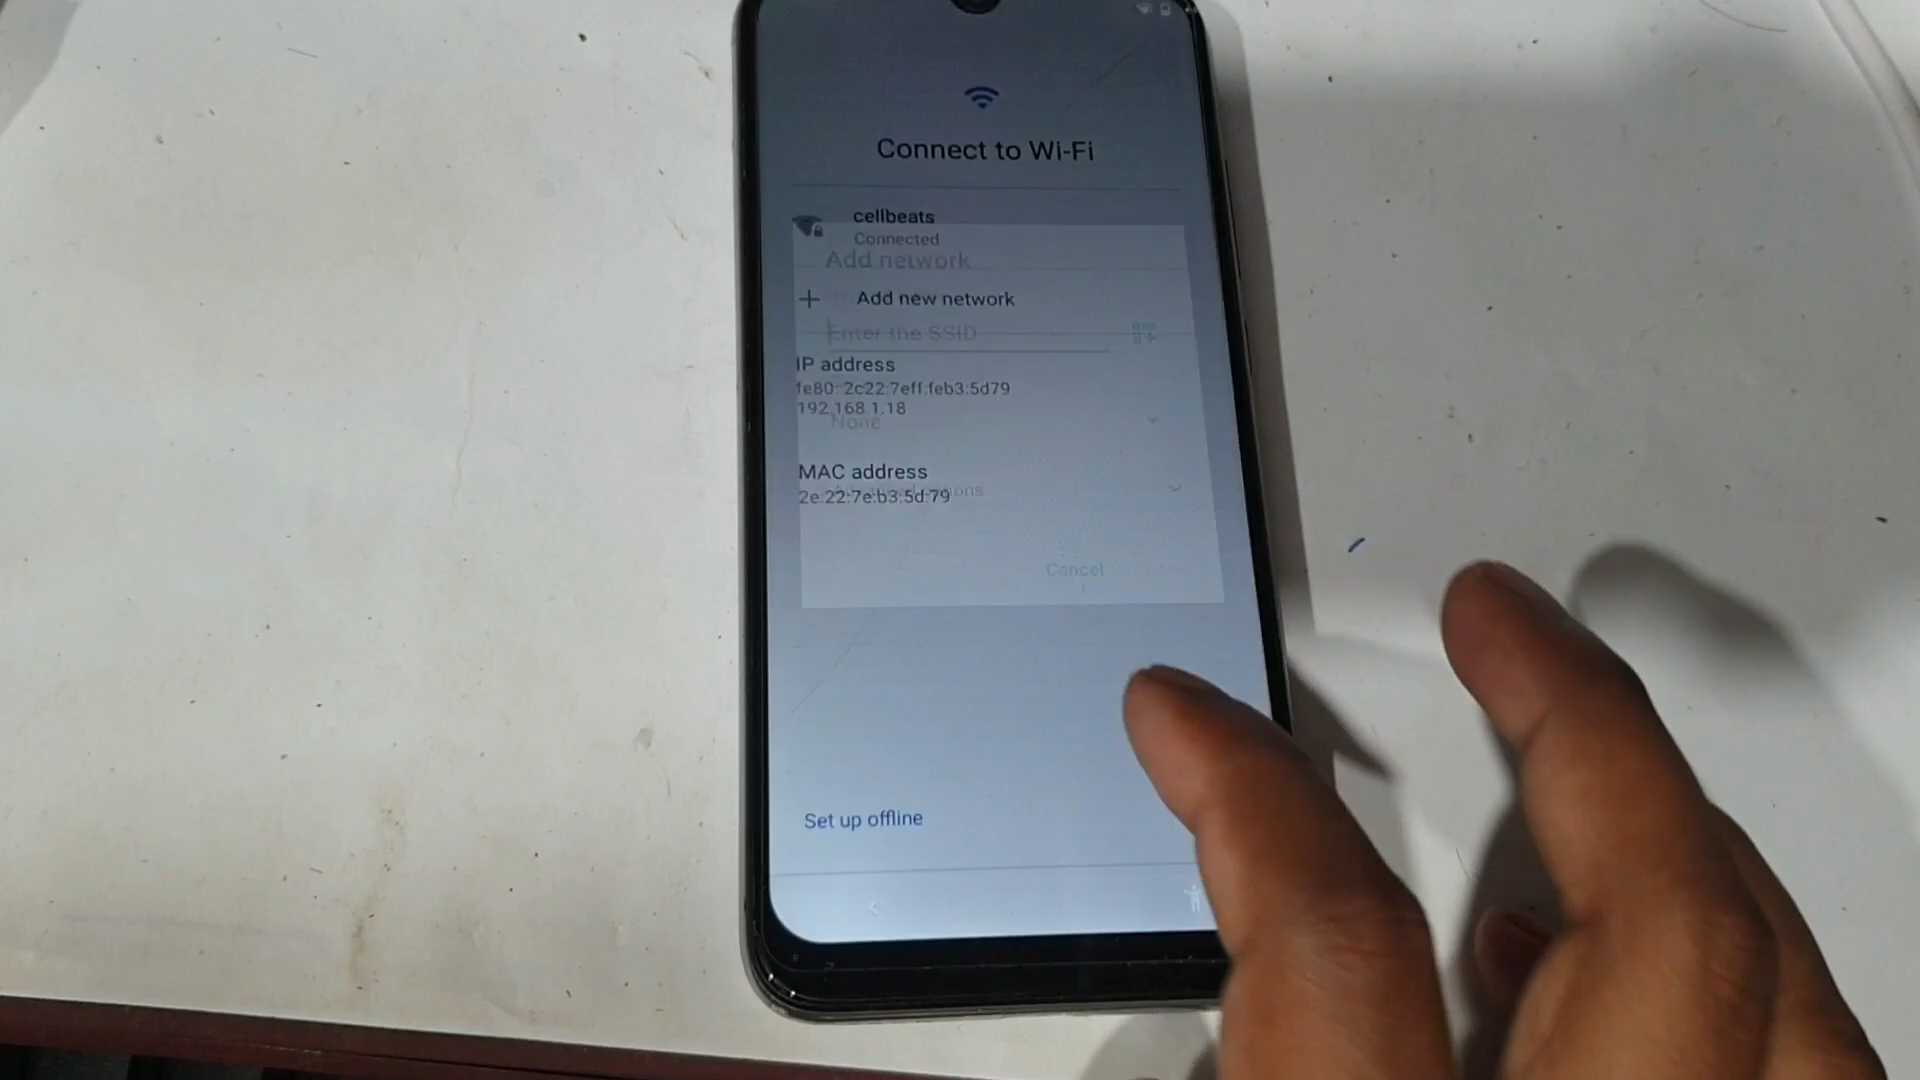 Connect to Wi-Fi
cellbeats
Connected
Add network
Add new network
Enter the SSID
IP address
fe80::2c22:7eff:feb3:5d79
192.168.1.18
None
MAC address
2e:22:7e:b3:5d:79
Cancel
Set up offline